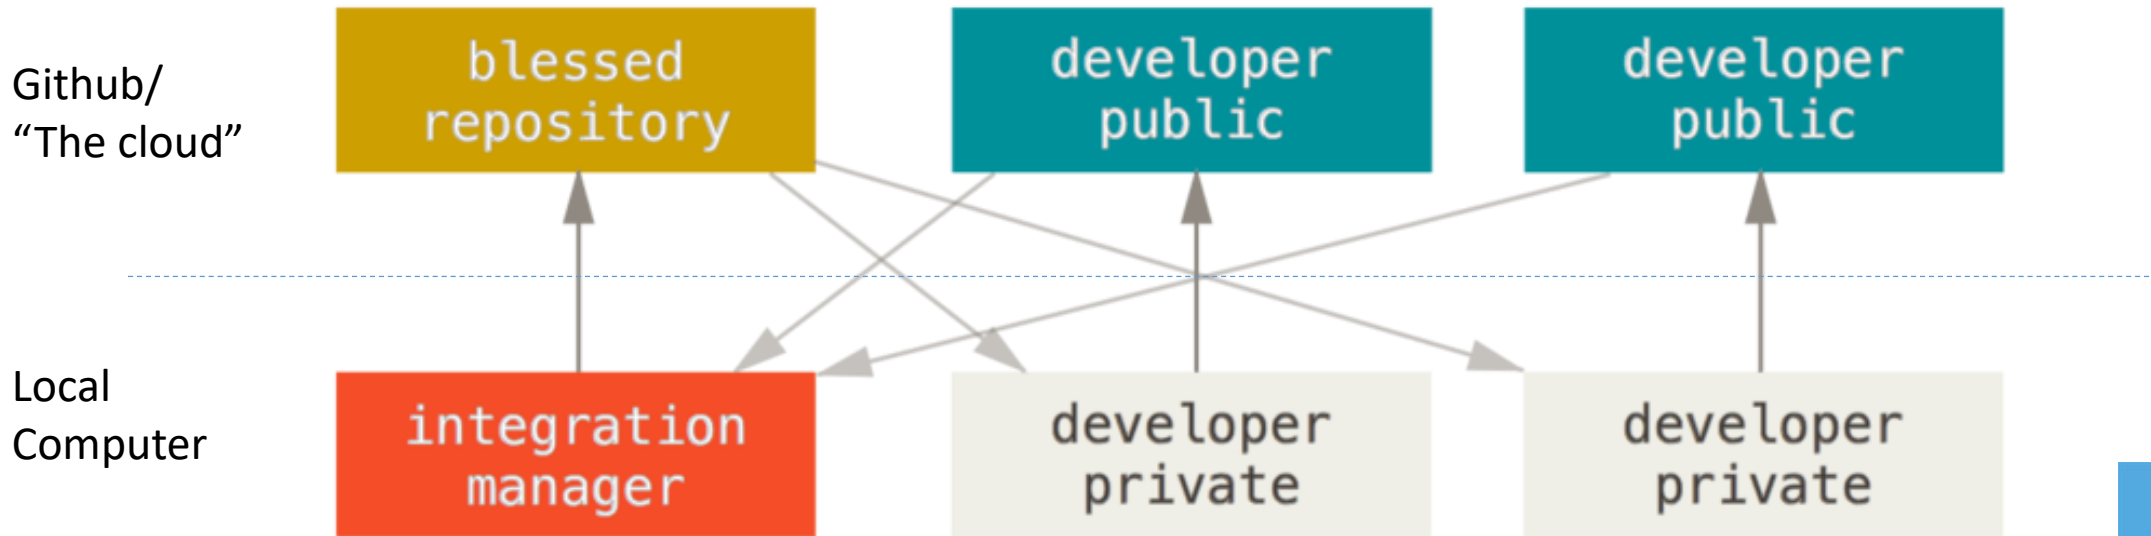 Github/
“The cloud”
blessed
repository
developer
public
developer
public
Local
Computer
integration
manager
developer
private
developer
private